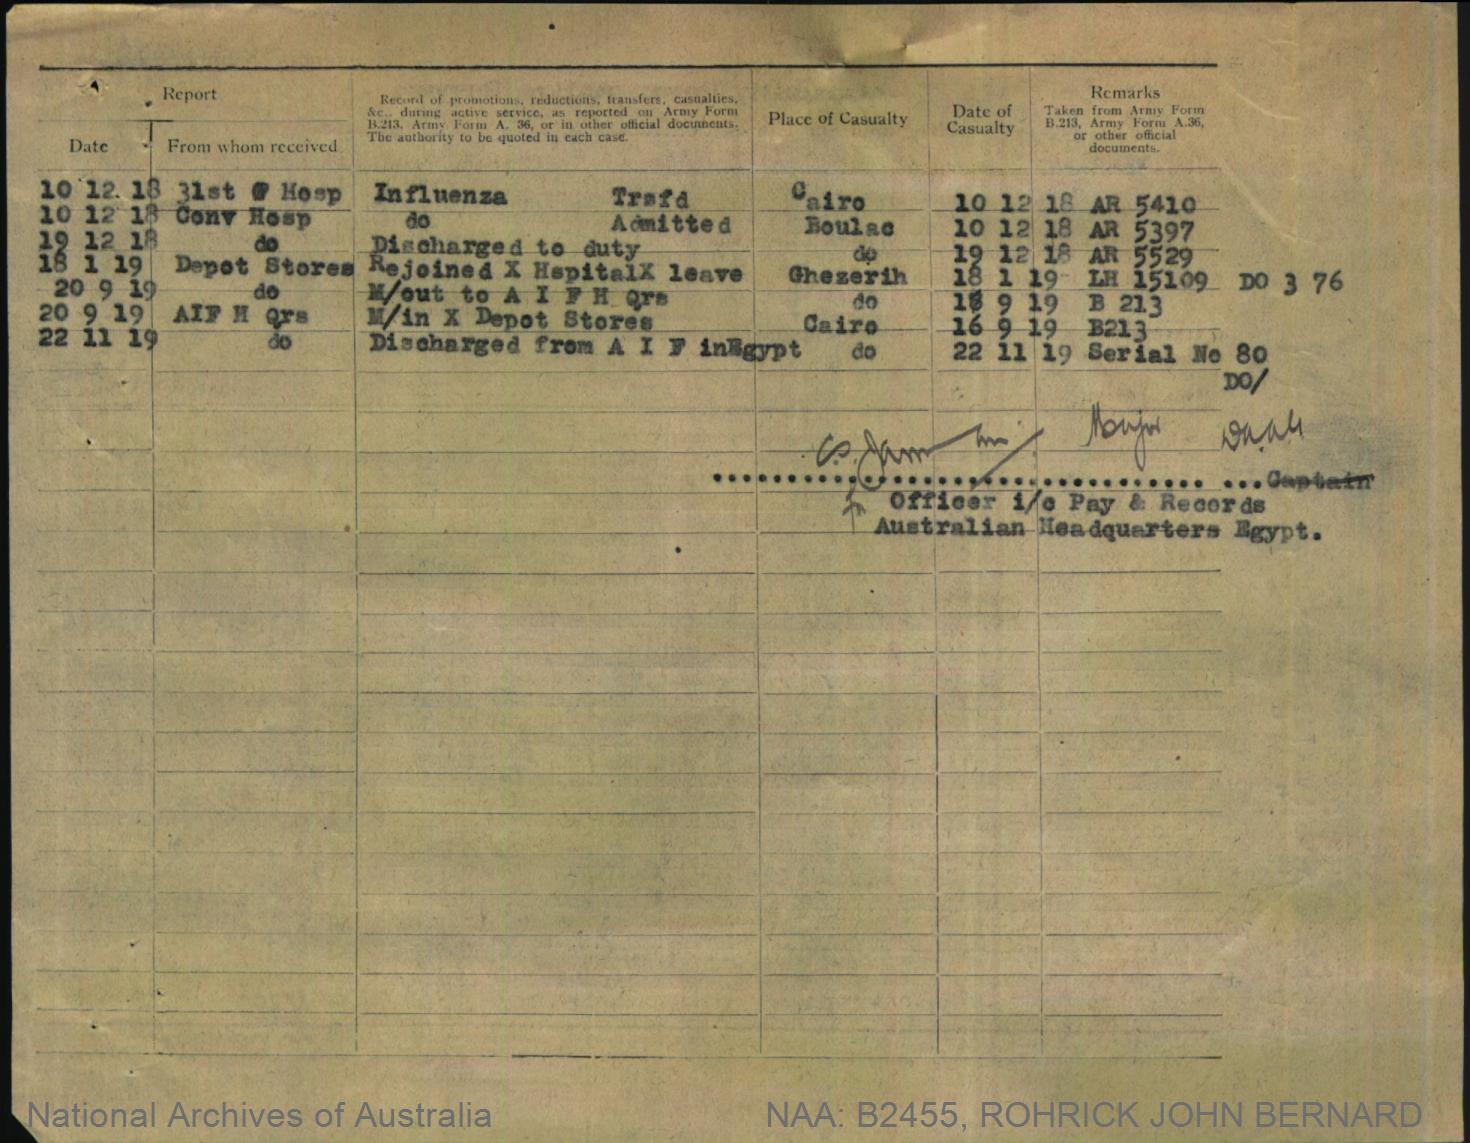 Report
Record of promotions, reductions, transfers, casualties,
&c., during active service, as reported on Army Form
B.213, Army Form A. 36, or in other official documents.
The authority to be quoted in each case.
Place of Casualty
Date of
Casualty
Remarks
Taken from Army Form
B.213, Army Form A.36,
or other official
documents.
Date
From whom received
10 12. 18 31st G Hosp Influenza Trsfd Cairo 10 12 18 AR 5410
10 12 18 Conv Hosp do Admitted Boulac 10 12 18 AR 5397
19 12 18 do Discharged to duty do 19 12 18 AR 5529
18 1 19 Depot Stores Rejoined X HspitalX leave Ghezerih 18 1 19 LH 15109 DO 3 76
20 9 19 do M/out to A I F H Qrs do 9 19 B 213
20 9 19 AIF H Qrs M/in X Depot Stores Cairo 16 9 19 B213
22 11 19 do Discharged from A I F inEgypt do 22 11 19 Serial No 80
DO/
Major
Captain
Officer i/c Pay & Records
Australian Headquarters Egypt.
National Archives of Australia
NAA: B2455, ROHRICK JOHN BERNARD